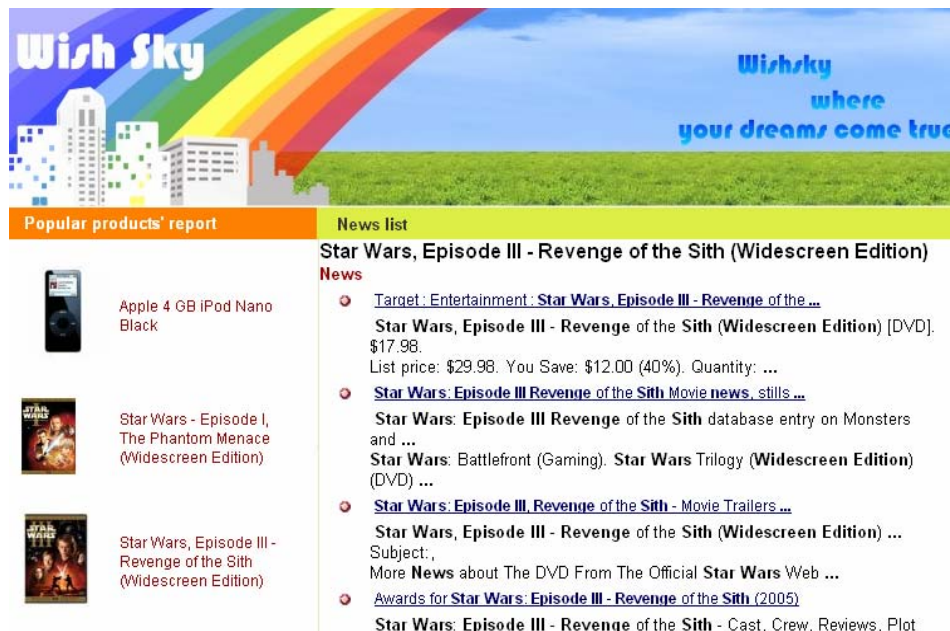 Wish Sky
Wishsky
where
your dreams come true
Popular products' report
News list
Apple 4 GB iPod Nano
Black
Star Wars - Episode I,
The Phantom Menace
(Widescreen Edition)
Star Wars, Episode III -
Revenge of the Sith
(Widescreen Edition)
Star Wars, Episode III - Revenge of the Sith (Widescreen Edition)
News
Target : Entertainment : Star Wars, Episode III - Revenge of the ...
Star Wars, Episode III - Revenge of the Sith (Widescreen Edition) [DVD].
$17.98.
List price: $29.98. You Save: $12.00 (40%). Quantity: ...
Star Wars: Episode III Revenge of the Sith Movie news, stills ...
Star Wars: Episode III Revenge of the Sith database entry on Monsters
and ...
Star Wars: Battlefront (Gaming). Star Wars Trilogy (Widescreen Edition)
(DVD) ...
Star Wars: Episode III, Revenge of the Sith - Movie Trailers ...
Star Wars, Episode III - Revenge of the Sith (Widescreen Edition) ...
Subject:,
More News about The DVD From The Official Star Wars Web ...
Awards for Star Wars: Episode III - Revenge of the Sith (2005)
Star Wars: Episode III - Revenge of the Sith - Cast, Crew, Reviews, Plot